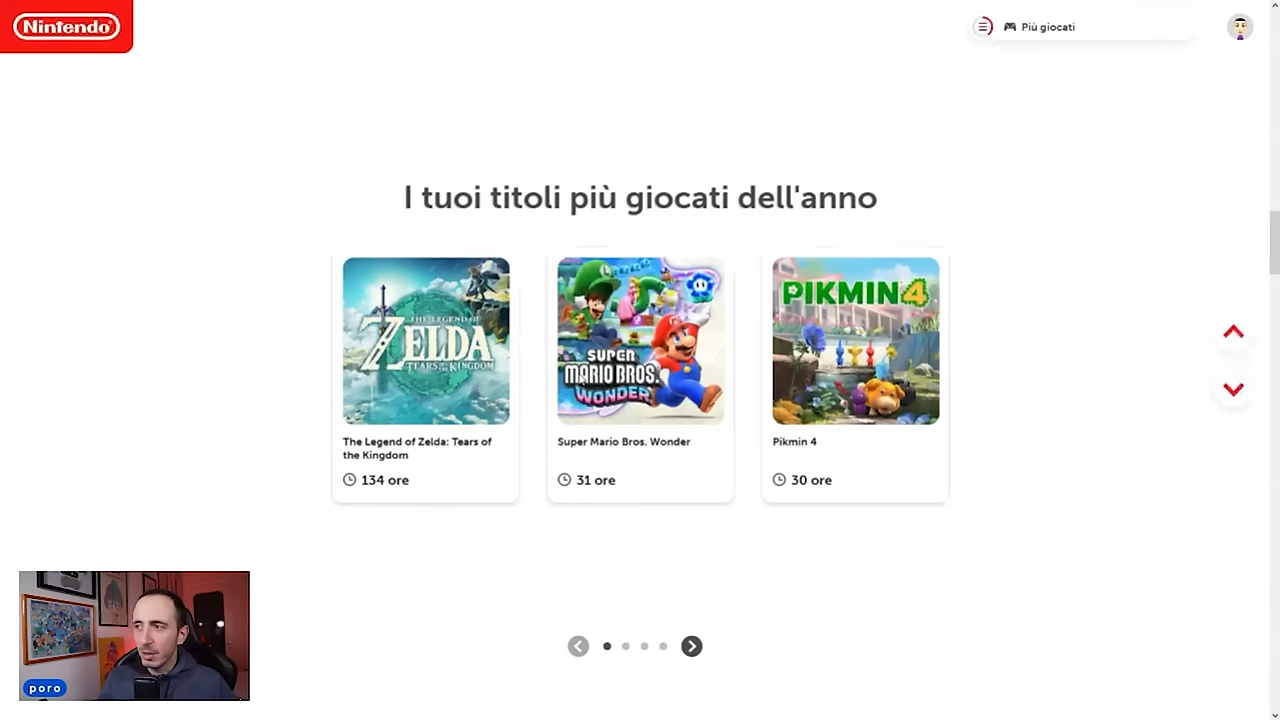 Nintendo
Più giocati
I tuoi titoli più giocati dell'anno
THE LEGEND OF
ZELDA
TEARS OF THE KINGDOM
SUPER
MARIO BROS.
WONDER
PIKMIN 4
The Legend of Zelda: Tears of
the Kingdom
Super Mario Bros. Wonder
Pikmin 4
134 ore
31 ore
30 ore
poro